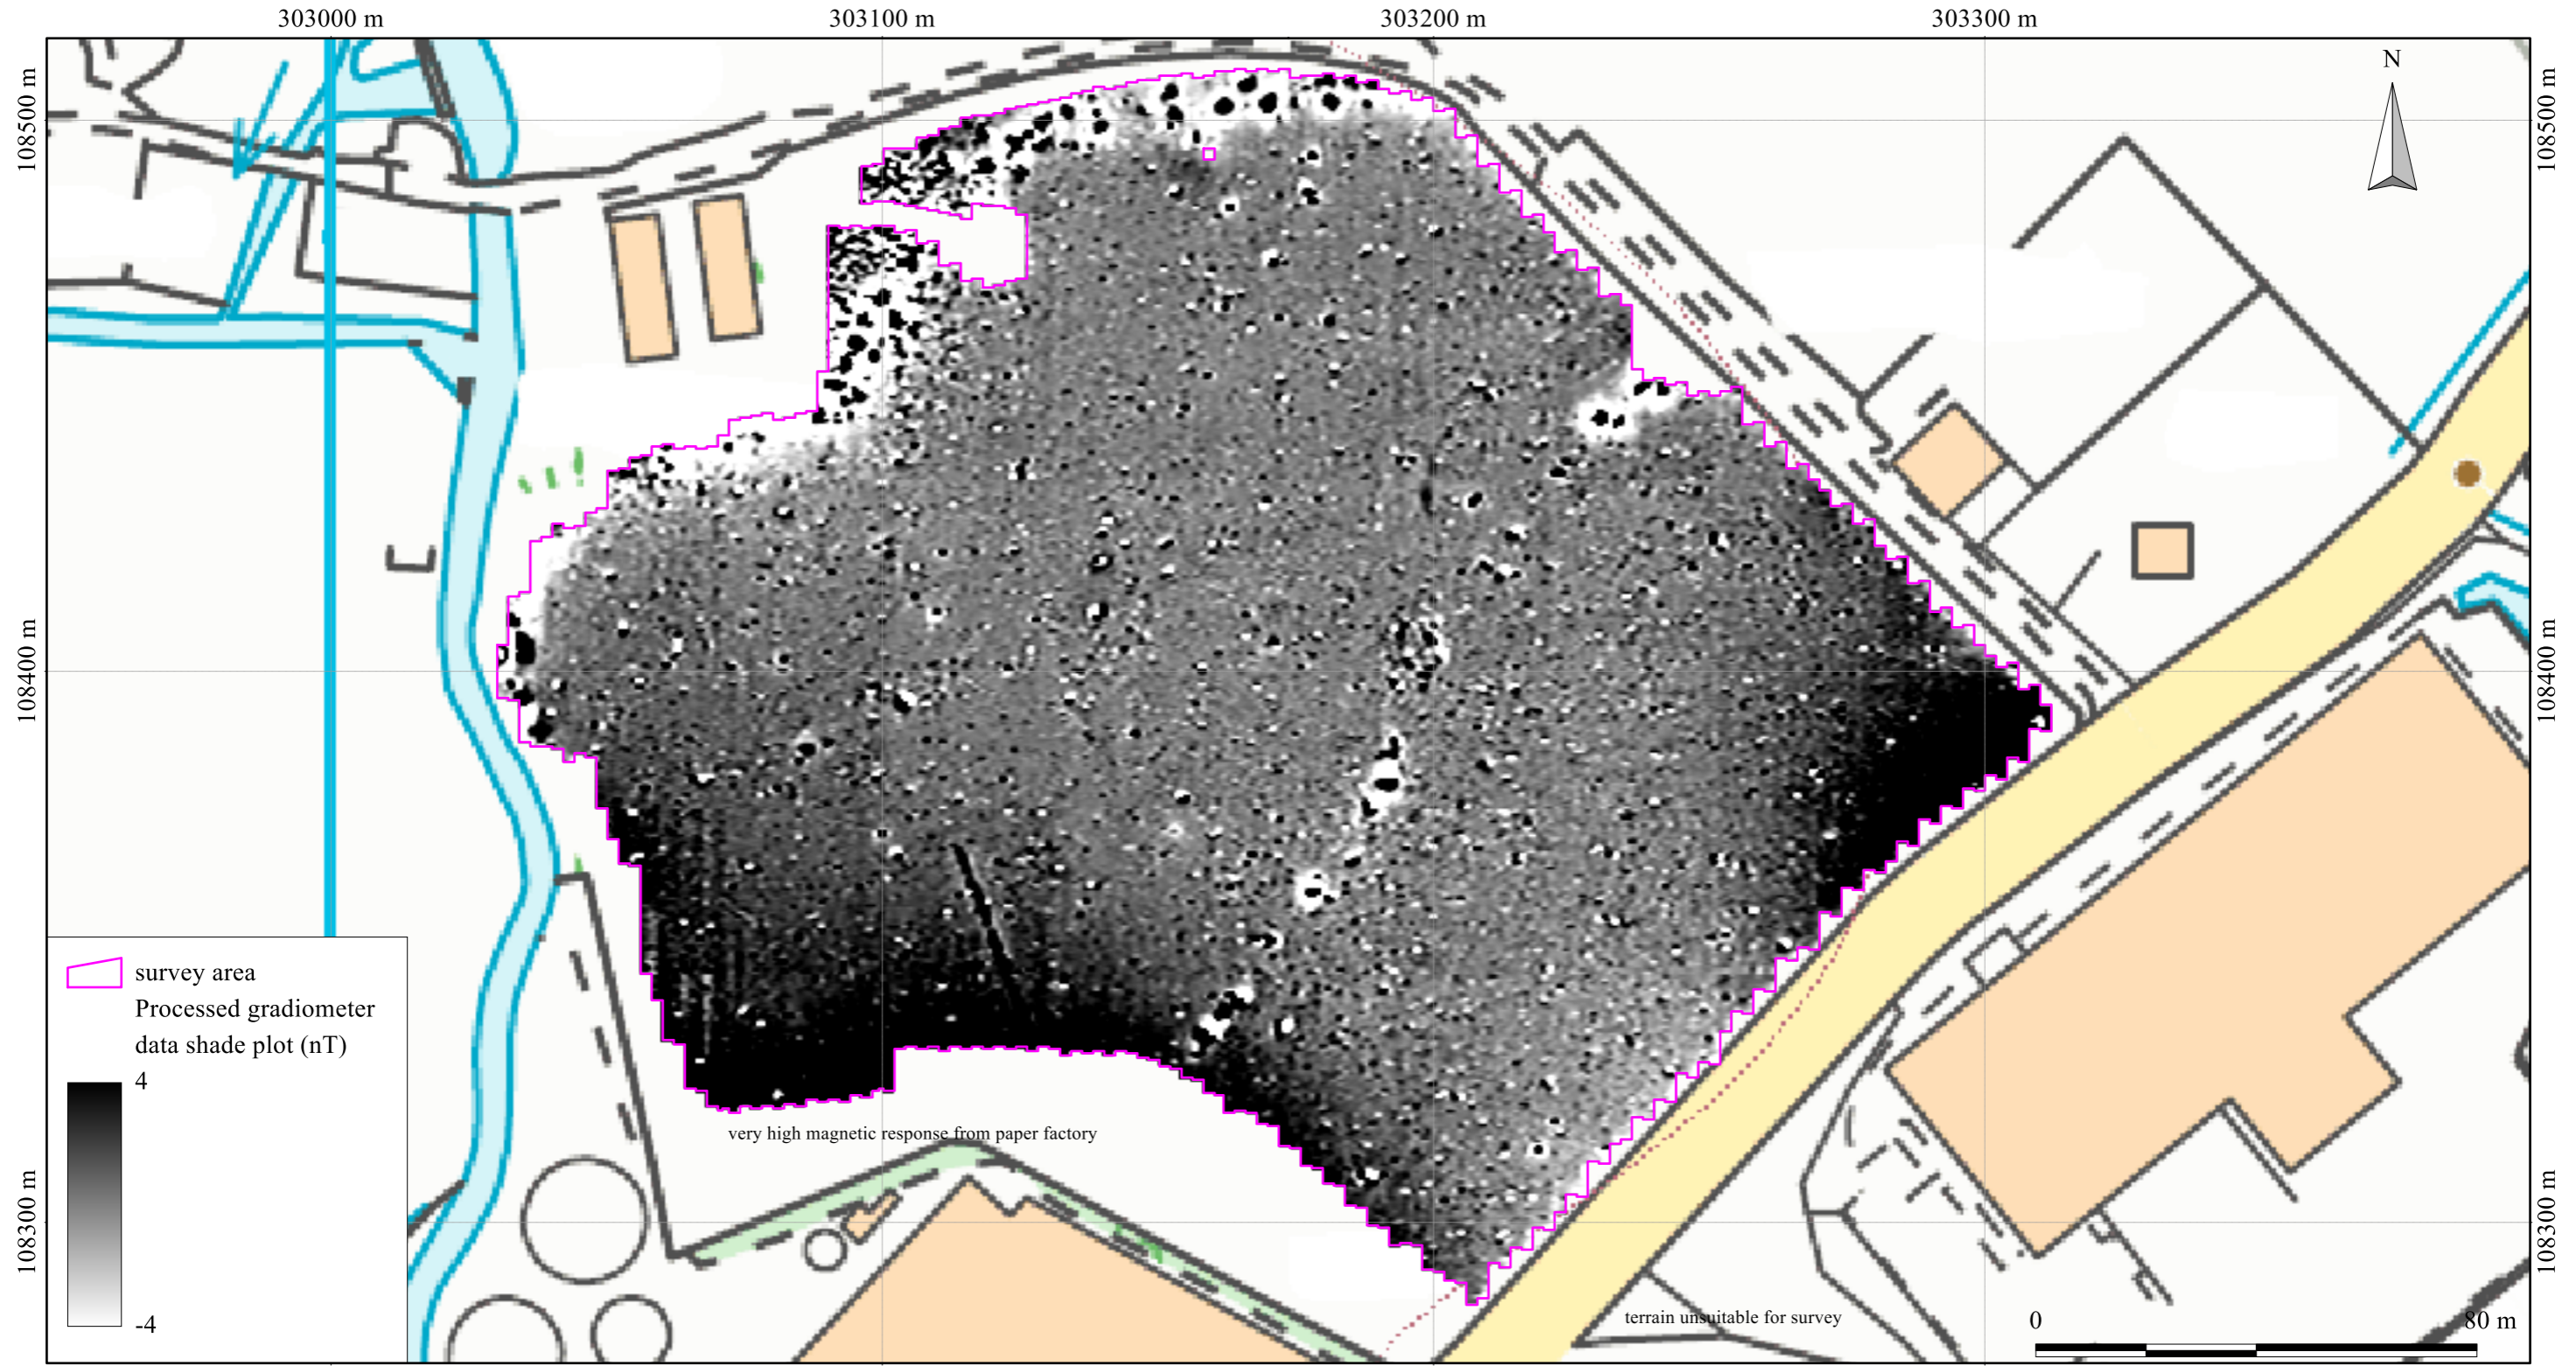 303000 m 303100 m 303200 m 303300 m
108500 m
108500 m
N
108400 m
108400 m
survey area
Processed gradiometer
data shade plot (nT)
4
-4
very high magnetic response from paper factory
108300 m
108300 m
terrain unsuitable for survey
0 80 m